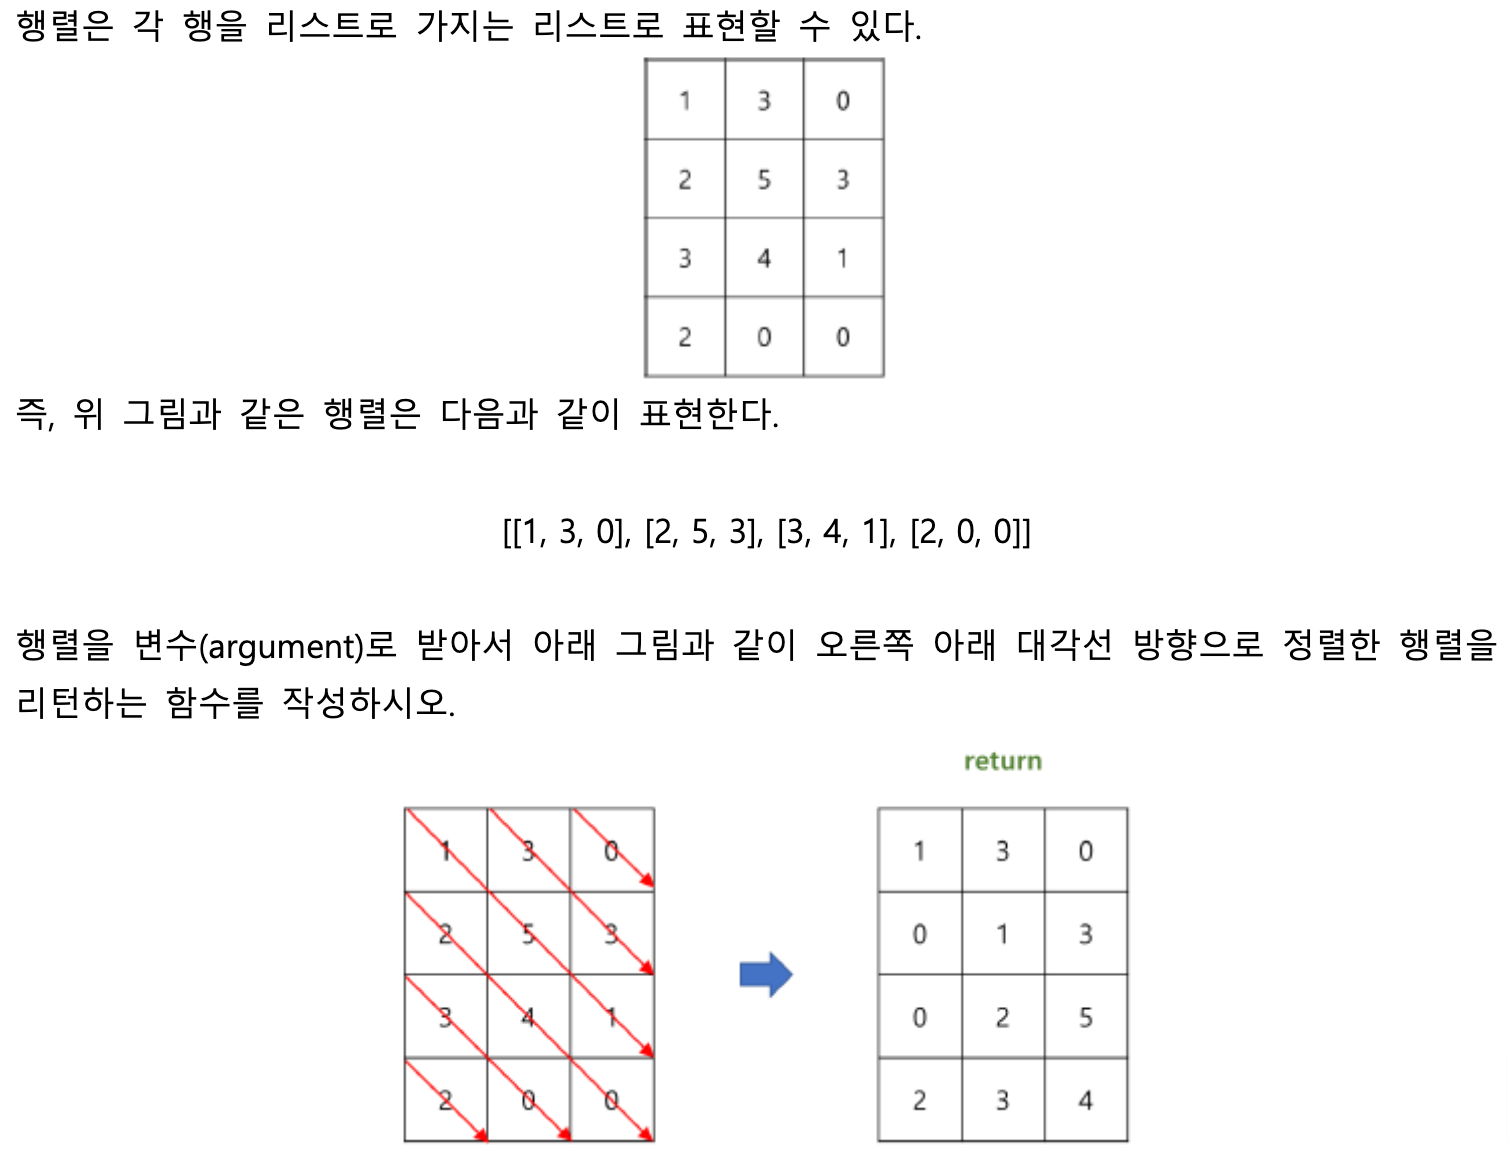 행렬은 각 행을 리스트로 가지는 리스트로 표현할 수 있다.
1 3 0
2 5 3
3 4 1
2 0 0
즉, 위 그림과 같은 행렬은 다음과 같이 표현한다.
[[1, 3, 0], [2, 5, 3], [3, 4, 1], [2, 0, 0]]
행렬을 변수(argument)로 받아서 아래 그림과 같이 오른쪽 아래 대각선 방향으로 정렬한 행렬을
리턴하는 함수를 작성하시오.
return
1 3 0 1 3 0
2 5 3 0 1 3
3 4 1 0 2 5
2 0 0 2 3 4